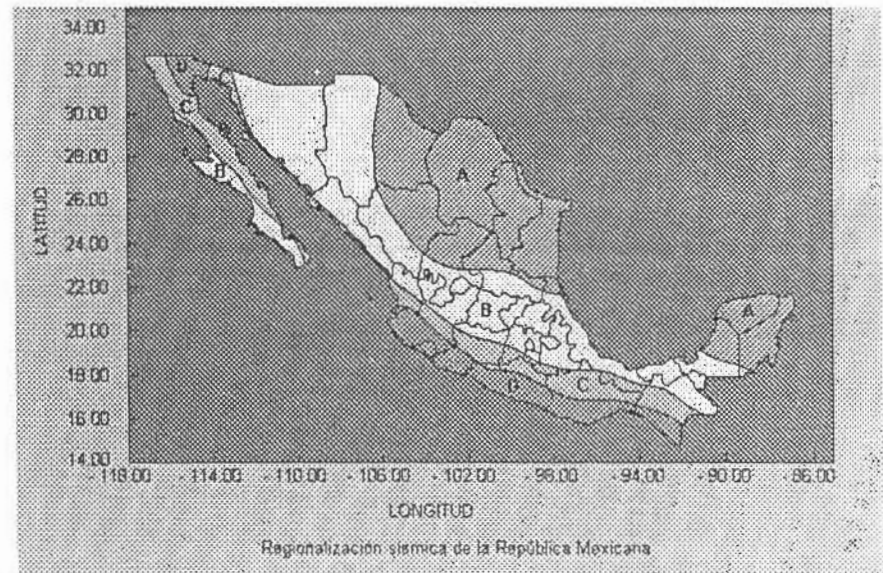 34.00
32.00
30.00
28.00
26.00
24.00
22.00
20.00
18.00
16.00
14.00
LATITUD
D
C
C
B
A
B
A
D
C
-118.00 -114.00 -110.00 -106.00 -102.00 -98.00 -94.00 -90.00 -86.00
LONGITUD
Regionalización sísmica de la República Mexicana